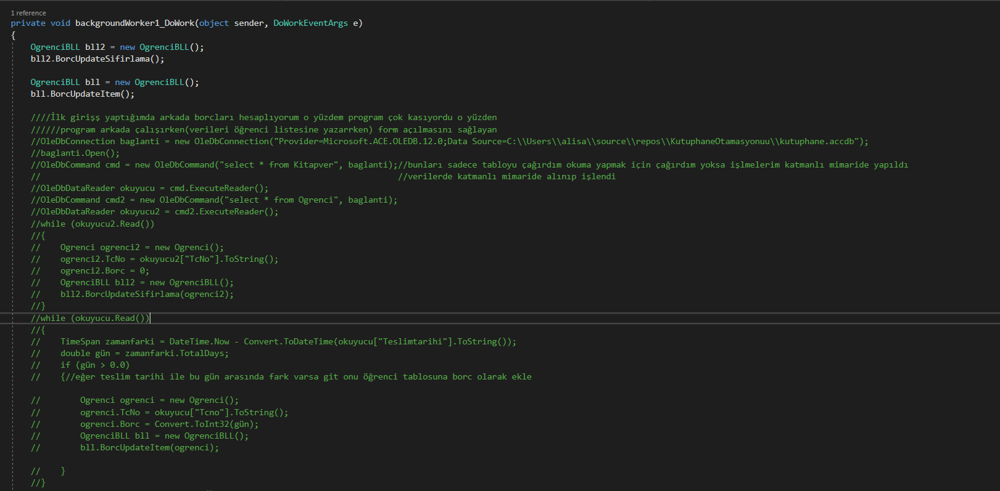 1 reference
private void backgroundWorker1_DoWork(object sender, DoWorkEventArgs e)
{
OgrenciBLL bll2 = new OgrenciBLL();
bll2.BorcUpdateSifirlama();
OgrenciBLL bll = new OgrenciBLL();
bll.BorcUpdateItem();
////İlk girişş yaptığımda arkada borcları hesaplıyorum o yüzdem program çok kasıyordu o yüzden
//////program arkada çalışırken(verileri öğrenci listesine yazarrken) form açılmasını sağlayan
//OleDbConnection baglanti = new OleDbConnection("Provider=Microsoft.ACE.OLEDB.12.0;Data Source=C:\\Users\\alisa\\source\\repos\\KutuphaneOtamasyonuu\\kutuphane.accdb");
//baglanti.Open();
//OleDbCommand cmd = new OleDbCommand("select * from Kitapver", baglanti);//bunları sadece tabloyu çağırdım okuma yapmak için çağırdım yoksa işlmelerim katmanlı mimaride yapıldı
// //verilerde katmanlı mimaride alınıp işlendi
//OleDbDataReader okuyucu = cmd.ExecuteReader();
//OleDbCommand cmd2 = new OleDbCommand("select * from Ogrenci", baglanti);
//OleDbDataReader okuyucu2 = cmd2.ExecuteReader();
//while (okuyucu2.Read())
//{
// Ogrenci ogrenci2 = new Ogrenci();
// ogrenci2.TcNo = okuyucu2["TcNo"].ToString();
// ogrenci2.Borc = 0;
// OgrenciBLL bll2 = new OgrenciBLL();
// bll2.BorcUpdateSifirlama(ogrenci2);
//}
//while (okuyucu.Read())
//{
// TimeSpan zamanfarki = DateTime.Now - Convert.ToDateTime(okuyucu["Teslimtarihi"].ToString());
// double gün = zamanfarki.TotalDays;
// if (gün > 0.0)
// {//eğer teslim tarihi ile bu gün arasında fark varsa git onu öğrenci tablosuna borc olarak ekle
// Ogrenci ogrenci = new Ogrenci();
// ogrenci.TcNo = okuyucu["Tcno"].ToString();
// ogrenci.Borc = Convert.ToInt32(gün);
// OgrenciBLL bll = new OgrenciBLL();
// bll.BorcUpdateItem(ogrenci);
// }
//}